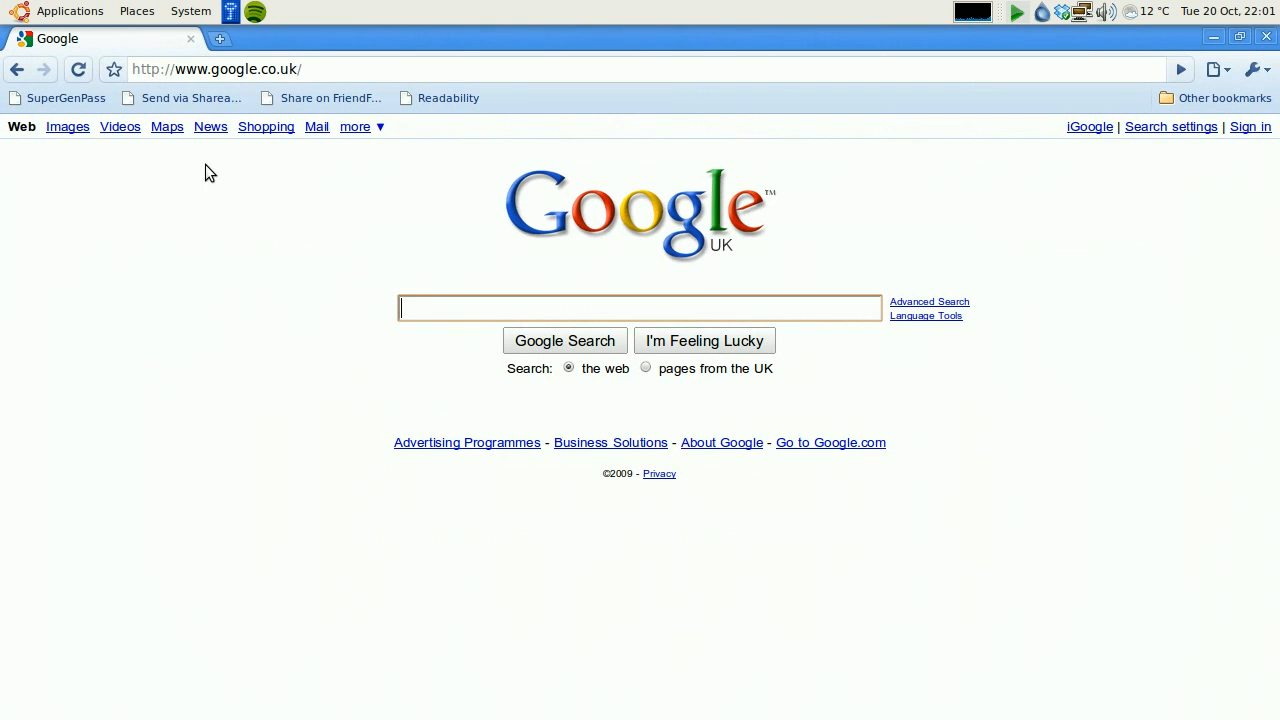 Applications Places System 12 °C Tue 20 Oct, 22:01
Google
http://www.google.co.uk/
SuperGenPass Send via Sharea... Share on FriendF... Readability Other bookmarks
Web Images Videos Maps News Shopping Mail more ▼ iGoogle | Search settings | Sign in
Google™
UK
Advanced Search
Language Tools
Google Search I'm Feeling Lucky
Search: the web pages from the UK
Advertising Programmes - Business Solutions - About Google - Go to Google.com
©2009 - Privacy